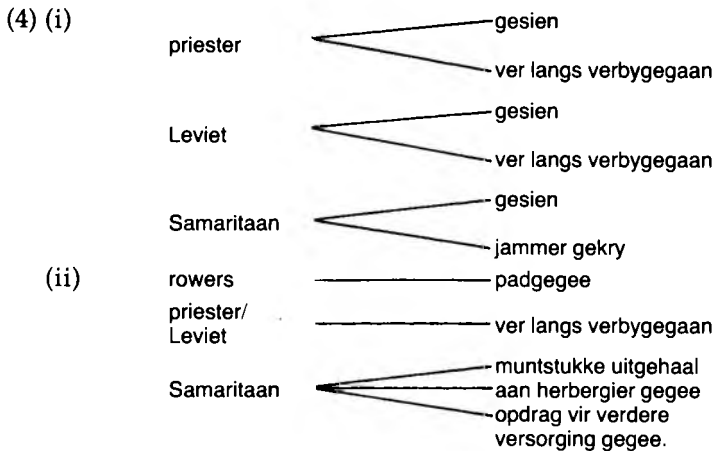 (4) (i)
priester
gesien
ver langs verbygegaan
Leviet
gesien
ver langs verbygegaan
Samaritaan
gesien
jammer gekry
(ii)
rowers
padgegee
priester/
Leviet
ver langs verbygegaan
Samaritaan
muntstukke uitgehaal
aan herbergier gegee
opdrag vir verdere
versorging gegee.